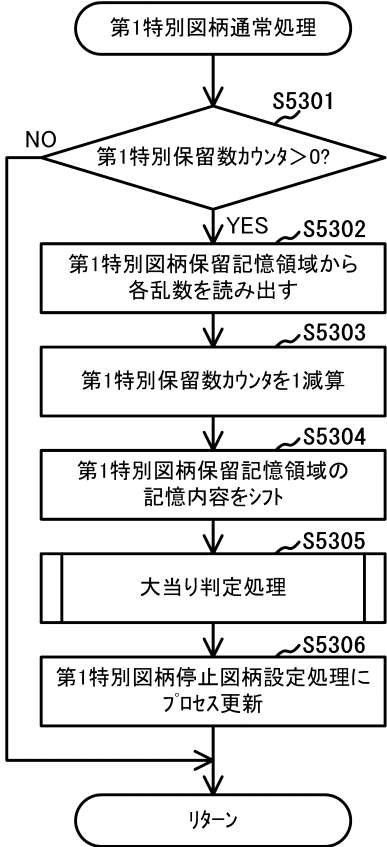 第1特別図柄通常処理
S5301
NO
第1特別保留数カウンタ＞0?
YES
S5302
第1特別図柄保留記憶領域から
各乱数を読み出す
S5303
第1特別保留数カウンタを1減算
S5304
第1特別図柄保留記憶領域の
記憶内容をシフト
S5305
大当り判定処理
S5306
第1特別図柄停止図柄設定処理に
プロセス更新
リターン